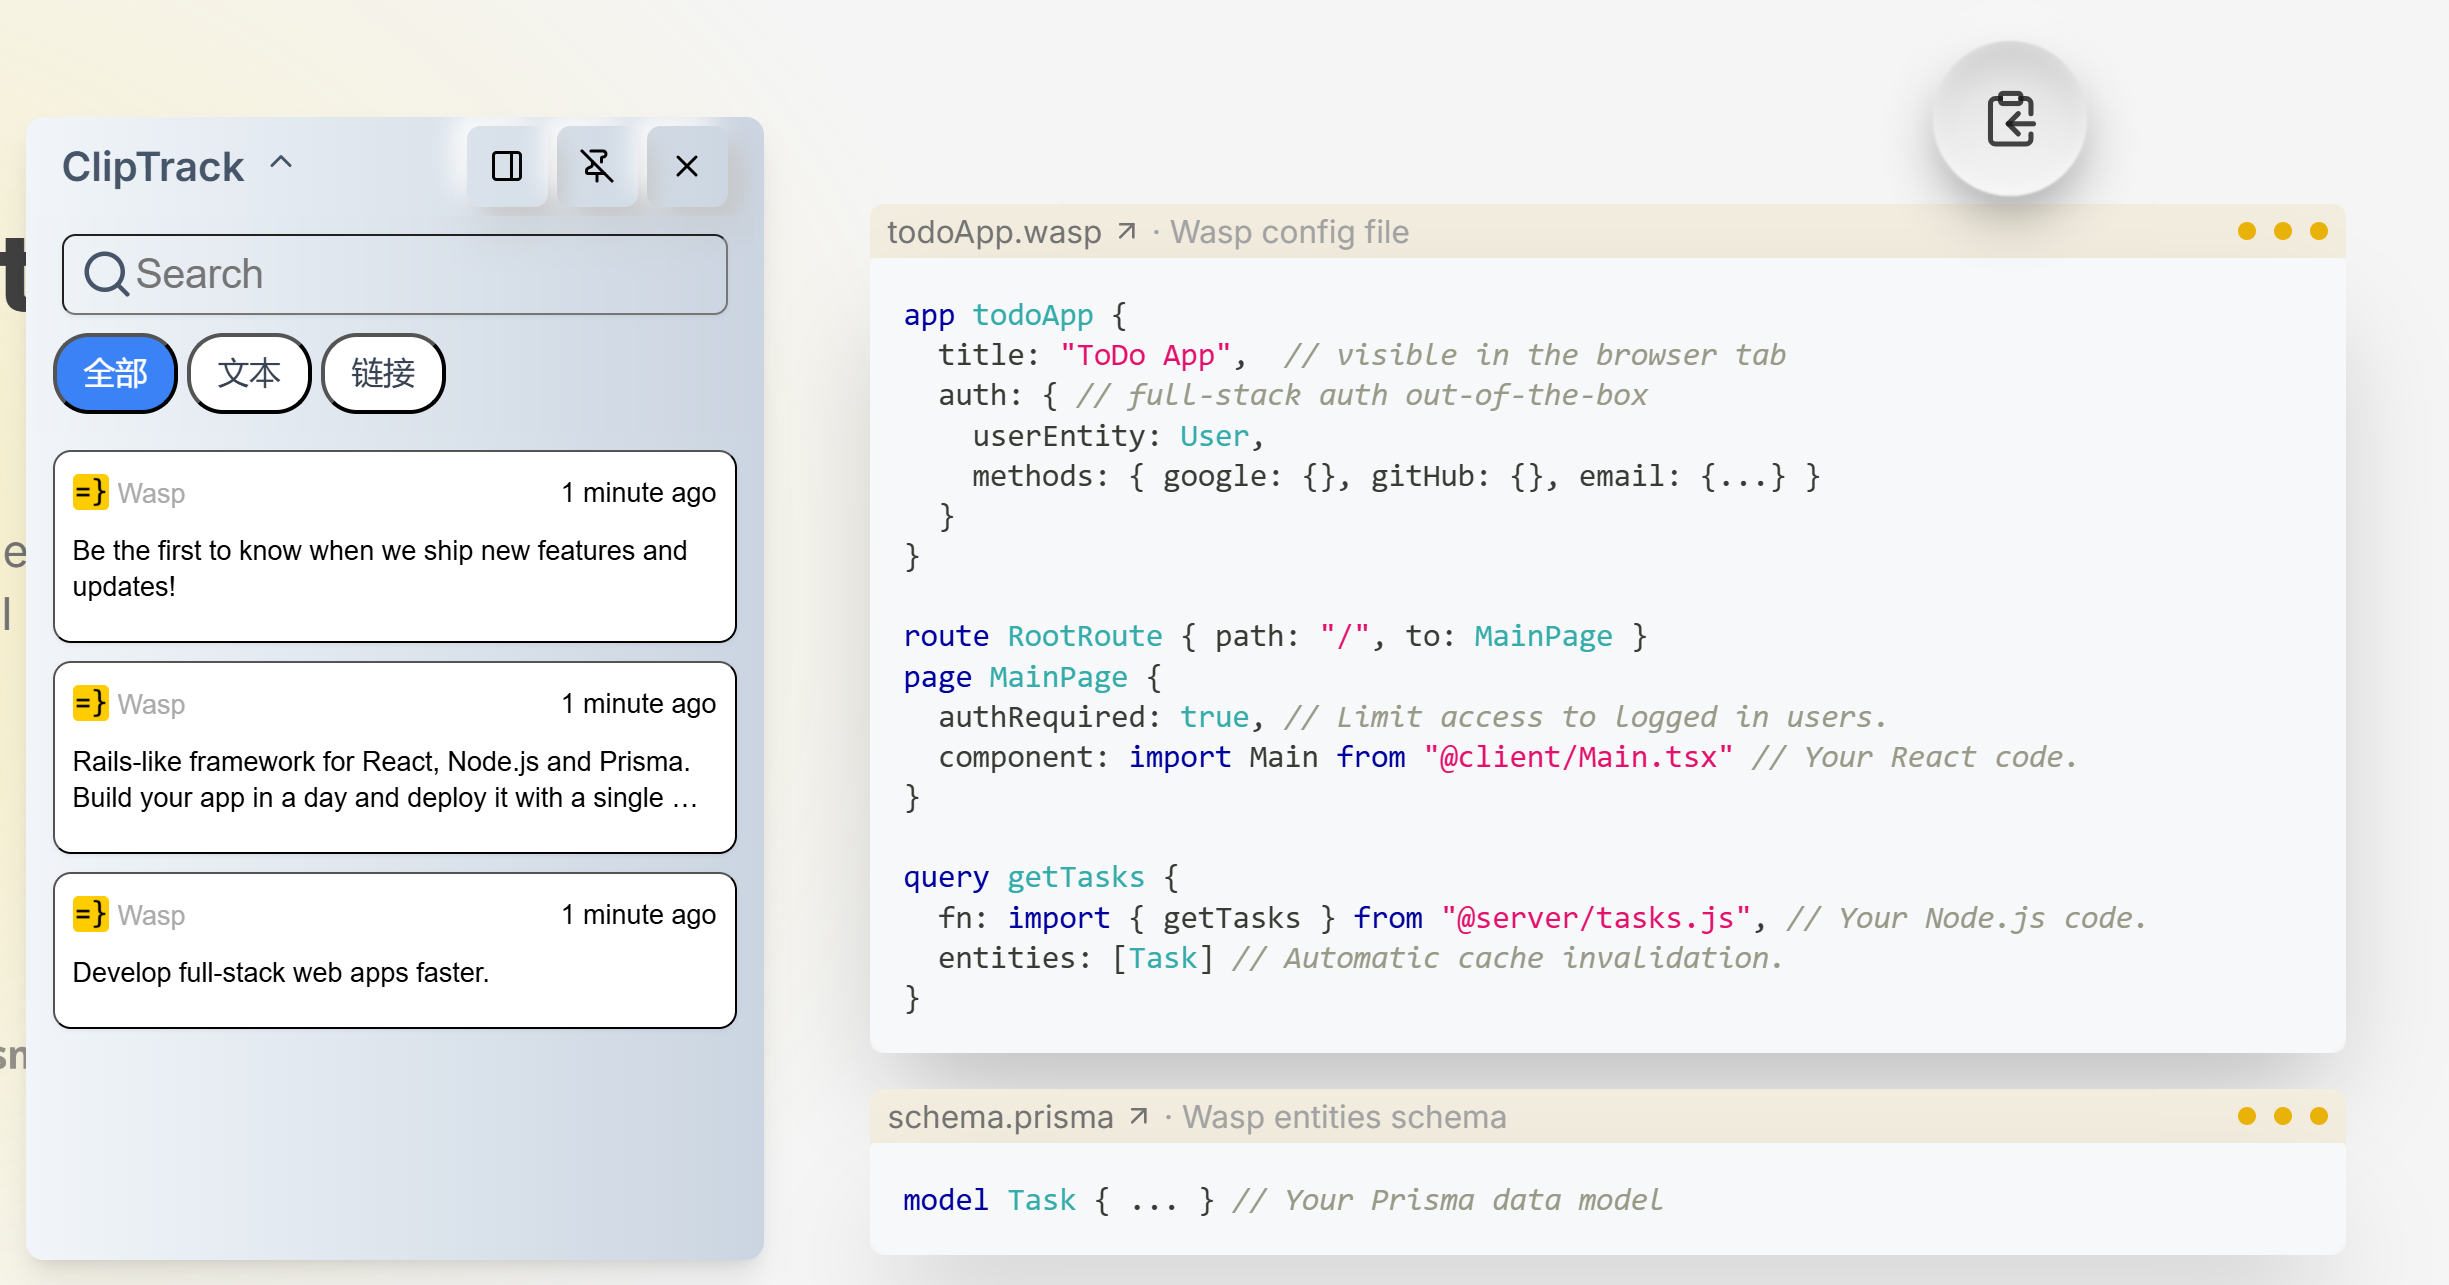 ClipTrack
Search
全部
文本
链接
Wasp
1 minute ago
Be the first to know when we ship new features and
updates!
Wasp
1 minute ago
Rails-like framework for React, Node.js and Prisma.
Build your app in a day and deploy it with a single …
Wasp
1 minute ago
Develop full-stack web apps faster.
todoApp.wasp ↗ · Wasp config file
app todoApp {
  title: "ToDo App",  // visible in the browser tab
  auth: { // full-stack auth out-of-the-box
    userEntity: User,
    methods: { google: {}, gitHub: {}, email: {...} }
  }
}
route RootRoute { path: "/", to: MainPage }
page MainPage {
  authRequired: true, // Limit access to logged in users.
  component: import Main from "@client/Main.tsx" // Your React code.
}
query getTasks {
  fn: import { getTasks } from "@server/tasks.js", // Your Node.js code.
  entities: [Task] // Automatic cache invalidation.
}
schema.prisma ↗ · Wasp entities schema
model Task { ... } // Your Prisma data model